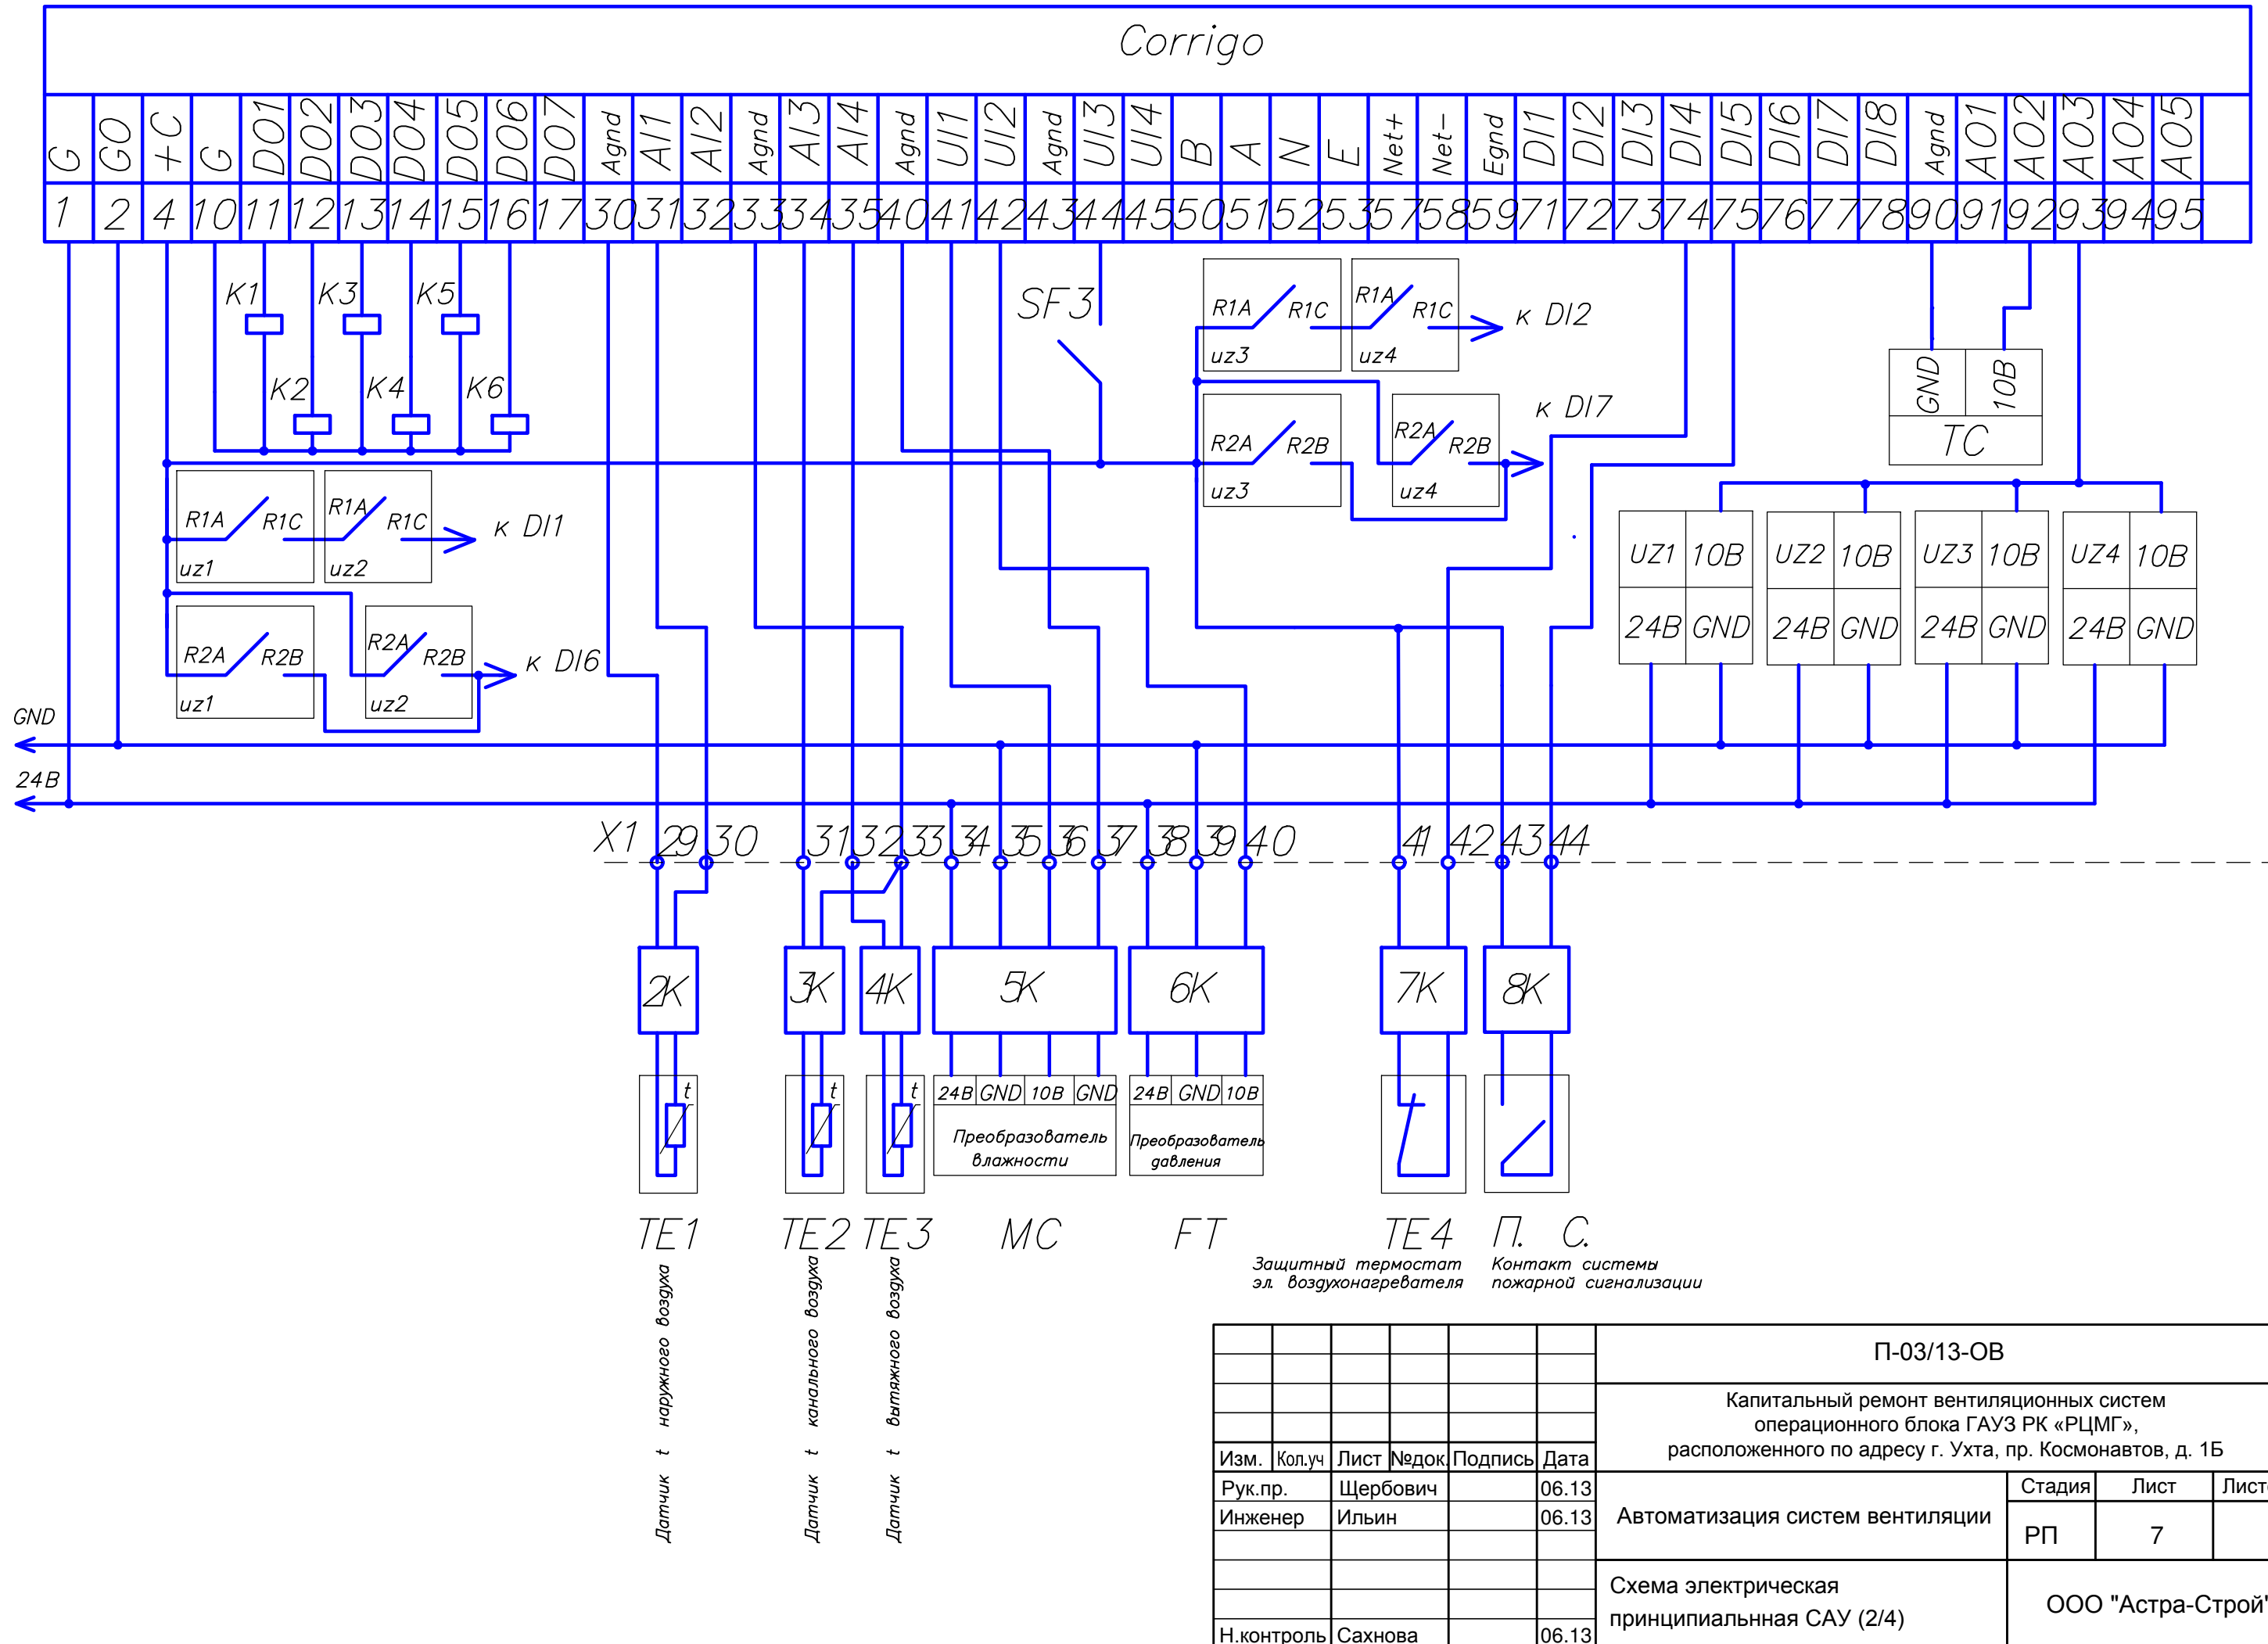 Corrigo
G G0 +C G DO1 DO2 DO3 DO4 DO5 DO6 DO7 Agnd AI1 AI2 Agnd AI3 AI4 Agnd UI1 UI2 Agnd UI3 UI4 B A N E Net+ Net- Egnd DI1 DI2 DI3 DI4 DI5 DI6 DI7 DI8 Agnd AO1 AO2 AO3 AO4 AO5
1 2 4 10 11 12 13 14 15 16 17 30 31 32 33 34 35 40 41 42 43 44 45 50 51 52 53 57 58 59 71 72 73 74 75 76 77 78 90 91 92 93 94 95
K1 K3 K5
K2 K4 K6
SF3
R1A R1C R1A R1C к DI2
uz3 uz4
R2A R2B R2A R2B к DI7
uz3 uz4
GND 10В
TC
R1A R1C R1A R1C к DI1
uz1 uz2
R2A R2B R2A R2B к DI6
uz1 uz2
UZ1 10В UZ2 10В UZ3 10В UZ4 10В
24В GND 24В GND 24В GND 24В GND
GND
24В
X1 29 30 31 32 33 34 35 36 37 38 39 40 41 42 43 44
2K 3K 4K 5K 6K 7K 8K
t t t
24В GND 10В GND 24В GND 10В
Преобразователь
влажности
Преобразователь
давления
TE1 TE2 TE3 MC FT TE4 П. С.
Защитный термостат
эл. воздухонагревателя
Контакт системы
пожарной сигнализации
Датчик t наружного воздуха
Датчик t канального воздуха
Датчик t вытяжного воздуха
П-03/13-ОВ
Капитальный ремонт вентиляционных систем
операционного блока ГАУЗ РК «РЦМГ»,
расположенного по адресу г. Ухта, пр. Космонавтов, д. 1Б
Изм. Кол.уч Лист №док. Подпись Дата
Рук.пр. Щербович 06.13
Инженер Ильин 06.13
Автоматизация систем вентиляции
Стадия Лист
РП 7
Схема электрическая
принципиальнная САУ (2/4)
ООО "Астра-Строй"
Н.контроль Сахнова 06.13